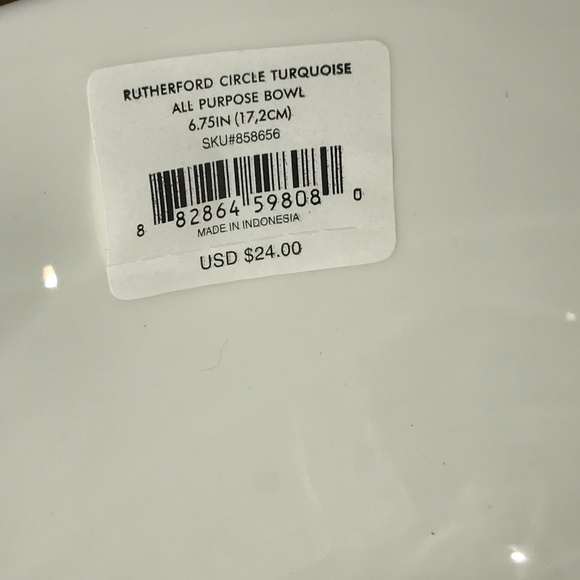 RUTHERFORD CIRCLE TURQUOISE
ALL PURPOSE BOWL
6.75IN (17,2CM)
SKU#858656
8 82864 59808 0
MADE IN INDONESIA
USD $24.00